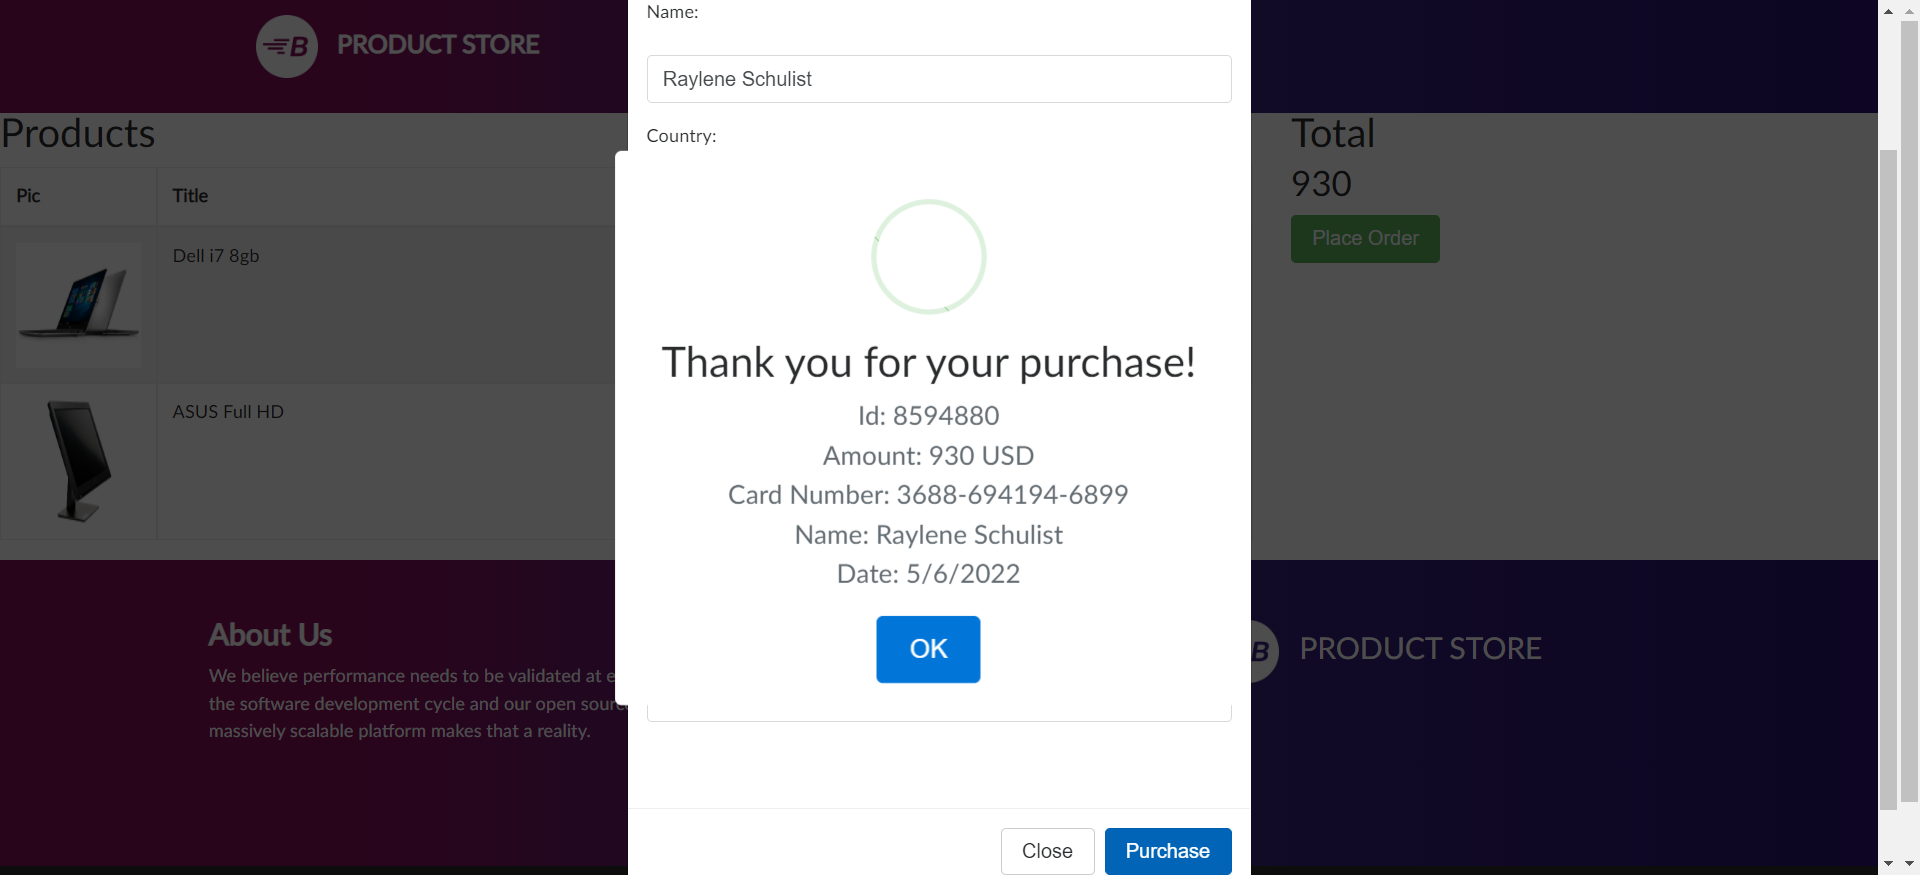 B PRODUCT STORE
Name:
Raylene Schulist
Country:
Products
Pic Title
Dell i7 8gb
ASUS Full HD
Total
930
Place Order
Thank you for your purchase!
Id: 8594880
Amount: 930 USD
Card Number: 3688-694194-6899
Name: Raylene Schulist
Date: 5/6/2022
OK
About Us
We believe performance needs to be validated at e
the software development cycle and our open sour
massively scalable platform makes that a reality.
B PRODUCT STORE
Close Purchase